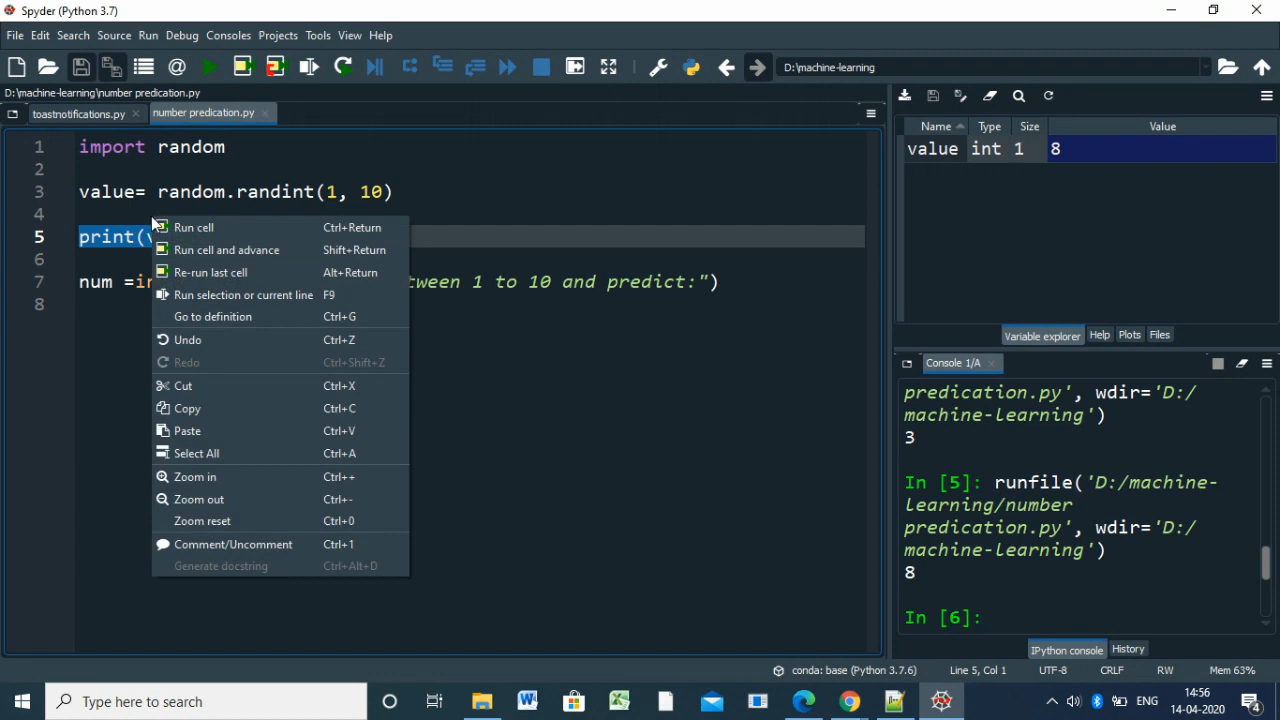 Spyder (Python 3.7)
File Edit Search Source Run Debug Consoles Projects Tools View Help
D:\machine-learning
D:\machine-learning\number predication.py
toastnotifications.py
number predication.py
1 import random
2
3 value= random.randint(1, 10)
4
5 print(
6
7 num =in tween 1 to 10 and predict:")
8
Run cell Ctrl+Return
Run cell and advance Shift+Return
Re-run last cell Alt+Return
Run selection or current line F9
Go to definition Ctrl+G
Undo Ctrl+Z
Redo Ctrl+Shift+Z
Cut Ctrl+X
Copy Ctrl+C
Paste Ctrl+V
Select All Ctrl+A
Zoom in Ctrl++
Zoom out Ctrl+-
Zoom reset Ctrl+0
Comment/Uncomment Ctrl+1
Generate docstring Ctrl+Alt+D
Name Type Size Value
value int 1 8
Variable explorer Help Plots Files
Console 1/A
predication.py', wdir='D:/
machine-learning')
3
In [5]: runfile('D:/machine-
learning/number
predication.py', wdir='D:/
machine-learning')
8
In [6]:
IPython console History
conda: base (Python 3.7.6) Line 5, Col 1 UTF-8 CRLF RW Mem 63%
Type here to search
ENG
14:56
14-04-2020
4